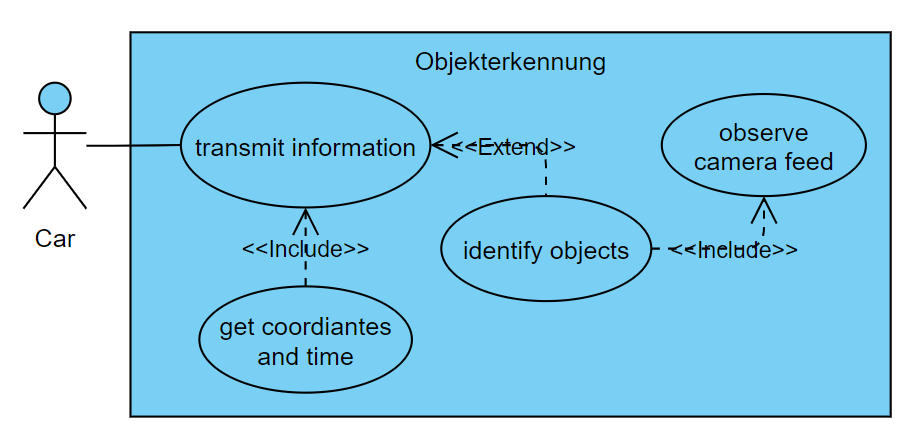 Objekterkennung
transmit information
<<Extend>>
observe
camera feed
Car
<<Include>>
identify objects
<<Include>>
get coordiantes
and time